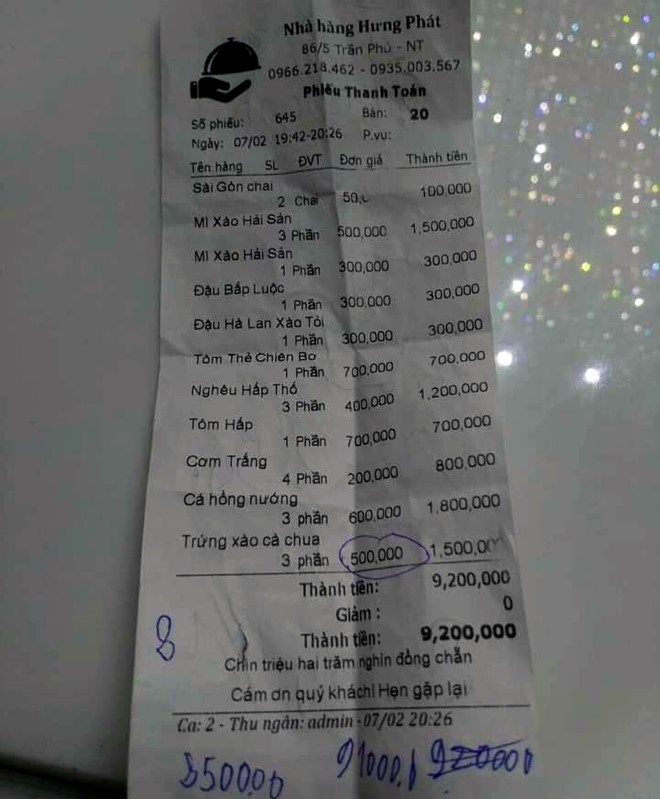 Nhà hàng Hưng Phát
86/5 Trần Phú - NT
0966.218.462 - 0935.003.567
Phiếu Thanh Toán
Số phiếu: 645 Bàn: 20
Ngày: 07/02 19:42-20:26 P.vụ:
Tên hàng SL ĐVT Đơn giá Thành tiền
Sài Gòn chai
2 Chai 100,000
Mì Xào Hải Sản
3 Phần 500,000 1,500,000
Mì Xào Hải Sản
1 Phần 300,000 300,000
Đậu Bắp Luộc
1 Phần 300,000 300,000
Đậu Hà Lan Xào Tỏi
1 Phần 300,000 300,000
Tôm Thẻ Chiên Bơ
1 Phần 700,000 700,000
Nghêu Hấp Thố
3 Phần 400,000 1,200,000
Tôm Hấp
1 Phần 700,000 700,000
Cơm Trắng
4 Phần 200,000 800,000
Cá hồng nướng
3 phần 600,000 1,800,000
Trứng xào cà chua
3 phần 500,000 1,500,000
Thành tiền: 9,200,000
Giảm : 0
Thành tiền: 9,200,000
Chín triệu hai trăm nghìn đồng chẵn
Cám ơn quý khách! Hẹn gặp lại
Ca: 2 - Thu ngân: admin - 07/02 20:26